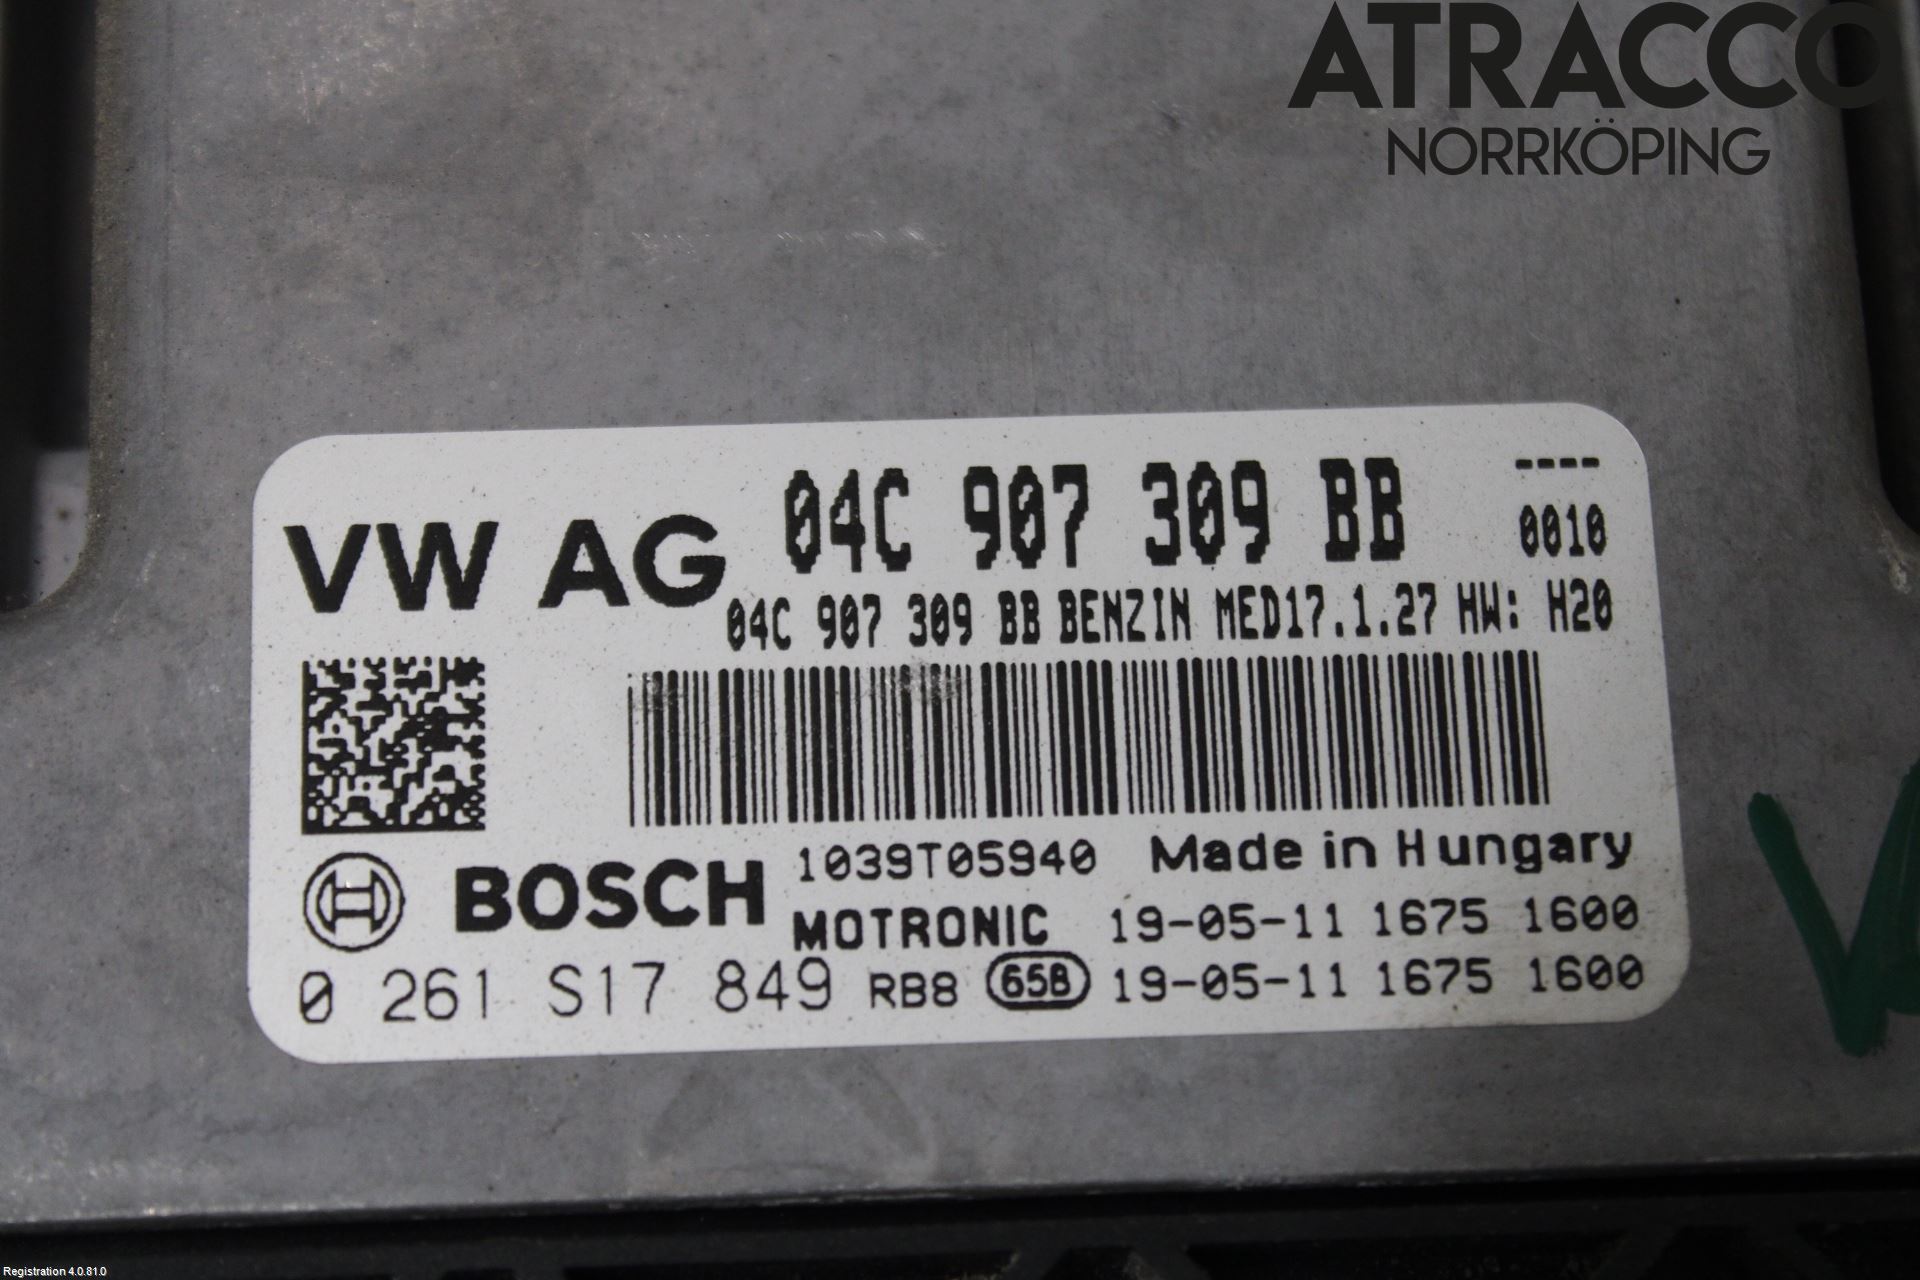 ATRACCO
NORRKÖPING
VW AG 04C 907 309 BB ----
0010
04C 907 309 BB BENZIN MED17.1.27 HW: H20
1039T05940 Made in Hungary
BOSCH MOTRONIC 19-05-11 1675 1600
0 261 S17 849 RB8 65B 19-05-11 1675 1600
Registration 4.0.81.0